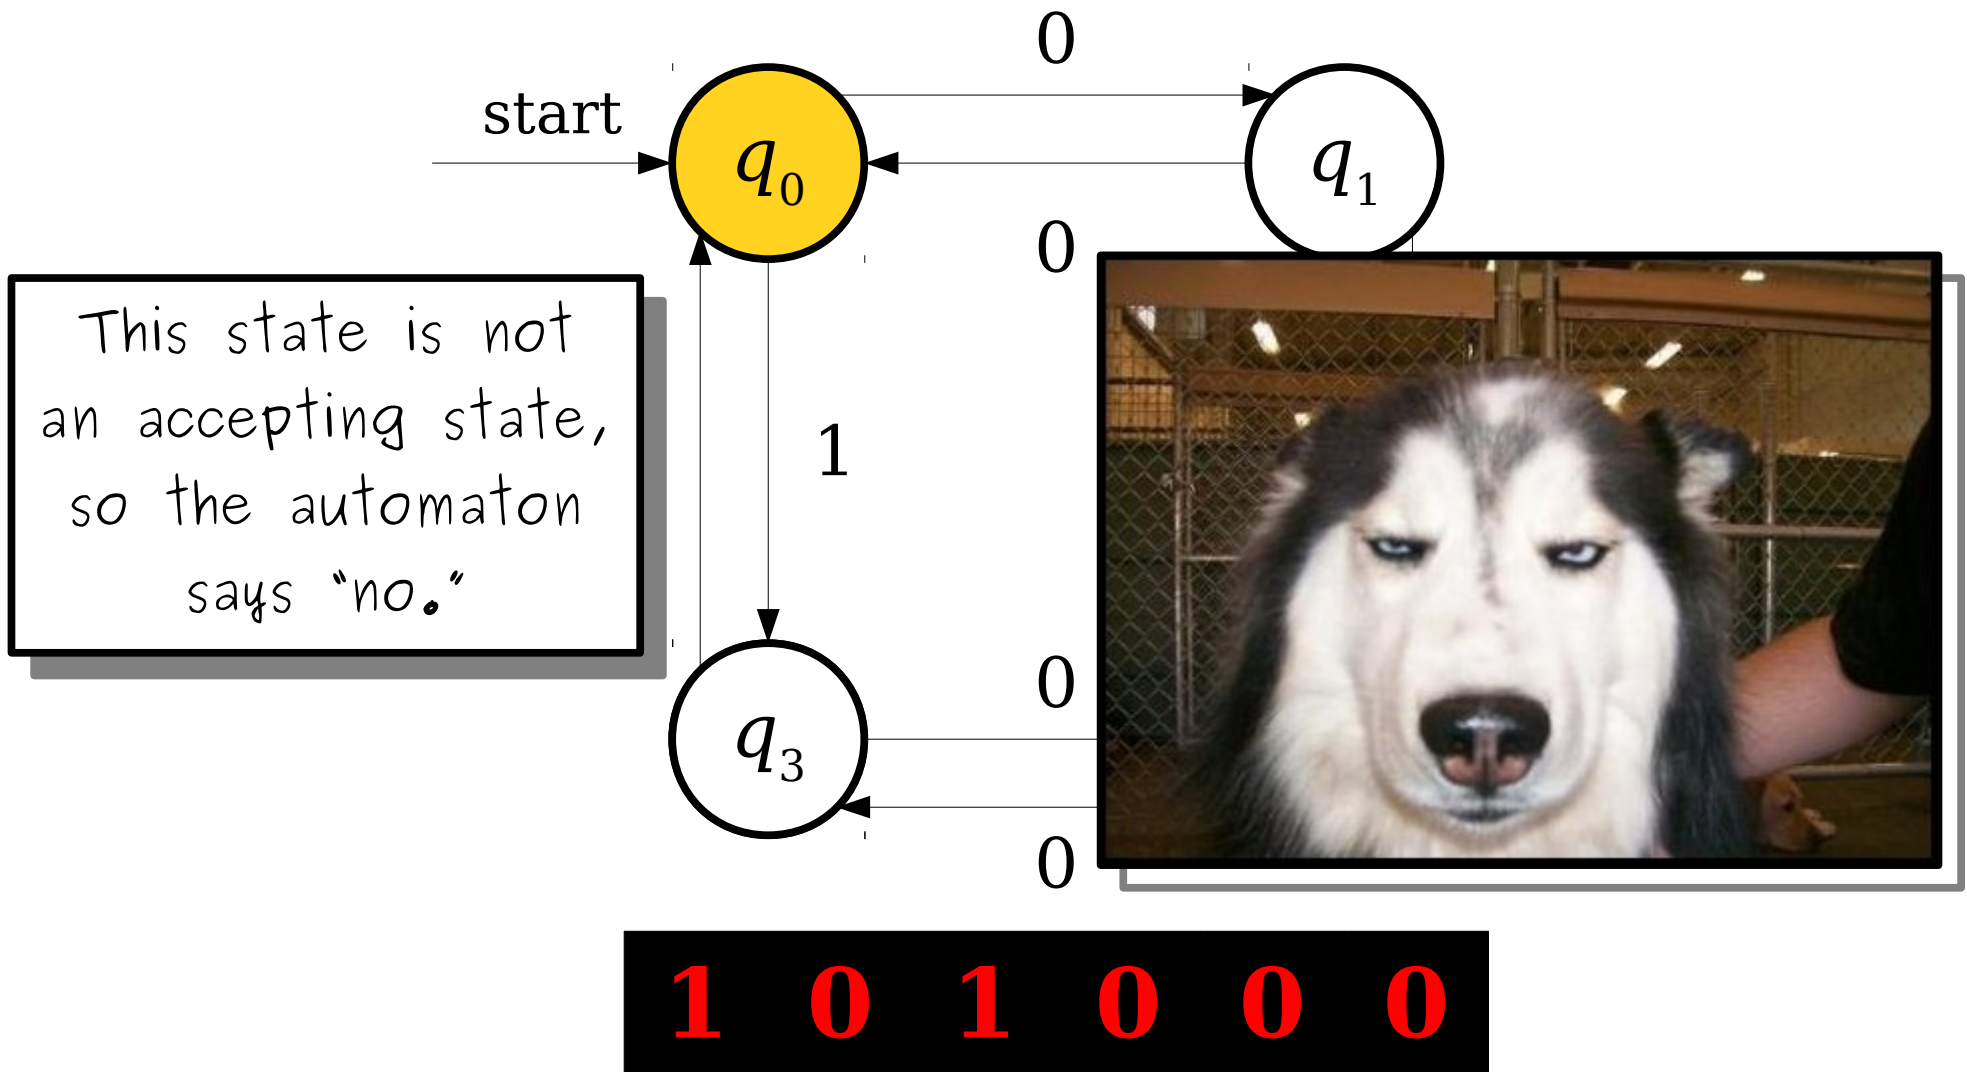 0
start
q0
q1
0
This state is not
an accepting state,
so the automaton
says "no."
1
0
q3
0
1 0 1 0 0 0